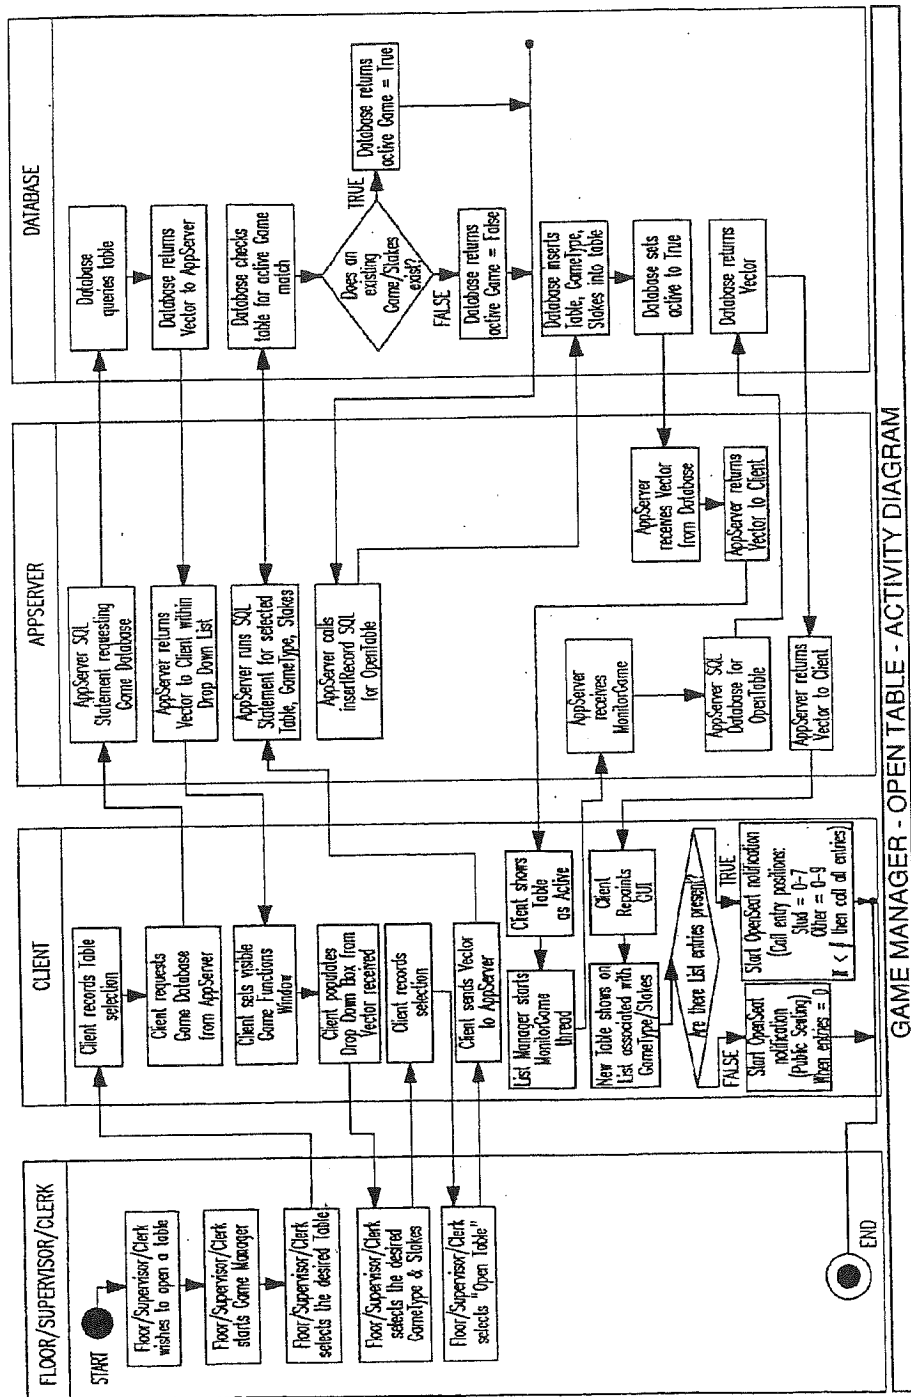 FLOOR/SUPERVISOR/CLERK
START
Floor/Supervisor/Clerk
wishes to open a table
Floor/Supervisor/Clerk
starts Game Manager
Floor/Supervisor/Clerk
selects the desired Table
Floor/Supervisor/Clerk
selects the desired
GameType & Stakes
Floor/Supervisor/Clerk
selects "Open Table"
END
CLIENT
Client records Table
selection
Client requests
Game Database
from AppServer
Client sets visible
Game Functions
Window
Client populates
Drop Down Box from
Vector received
Client records
selection
Client sends Vector
to AppServer
Client shows
Table
as Active
List Manager starts
MonitorGame
thread
Client
Repaints
GUI
New Table shows on
List associated with
GameType/Stakes
Are there List entries present?
FALSE
TRUE
Start OpenSeat
notification
(Public Seating)
When entries = 0
Start OpenSeat notification
(Call entry positions:
Stud = 0-7
Other = 0-9
then call all entries)
APPSERVER
AppServer SQL
Statement requesting
Game Database
AppServer returns
Vector to Client within
Drop Down List
AppServer runs SQL
Statement for selected
Table, GameType, Stakes
AppServer calls
insertRecord SQL
for OpenTable
AppServer
receives Vector
from Database
AppServer returns
Vector to Client
AppServer
receives
MonitorGame
AppServer SQL
Database for
OpenTable
AppServer returns
Vector to Client
DATABASE
Database
queries table
Database returns
Vector to AppServer
Database checks
table for active Game
match
Does an
existing
Game/Stakes
exist?
TRUE
FALSE
Database returns
active Game = True
Database returns
active Game = False
Database inserts
Table, GameType,
Stakes into table
Database sets
active to True
Database returns
Vector
GAME MANAGER - OPEN TABLE - ACTIVITY DIAGRAM